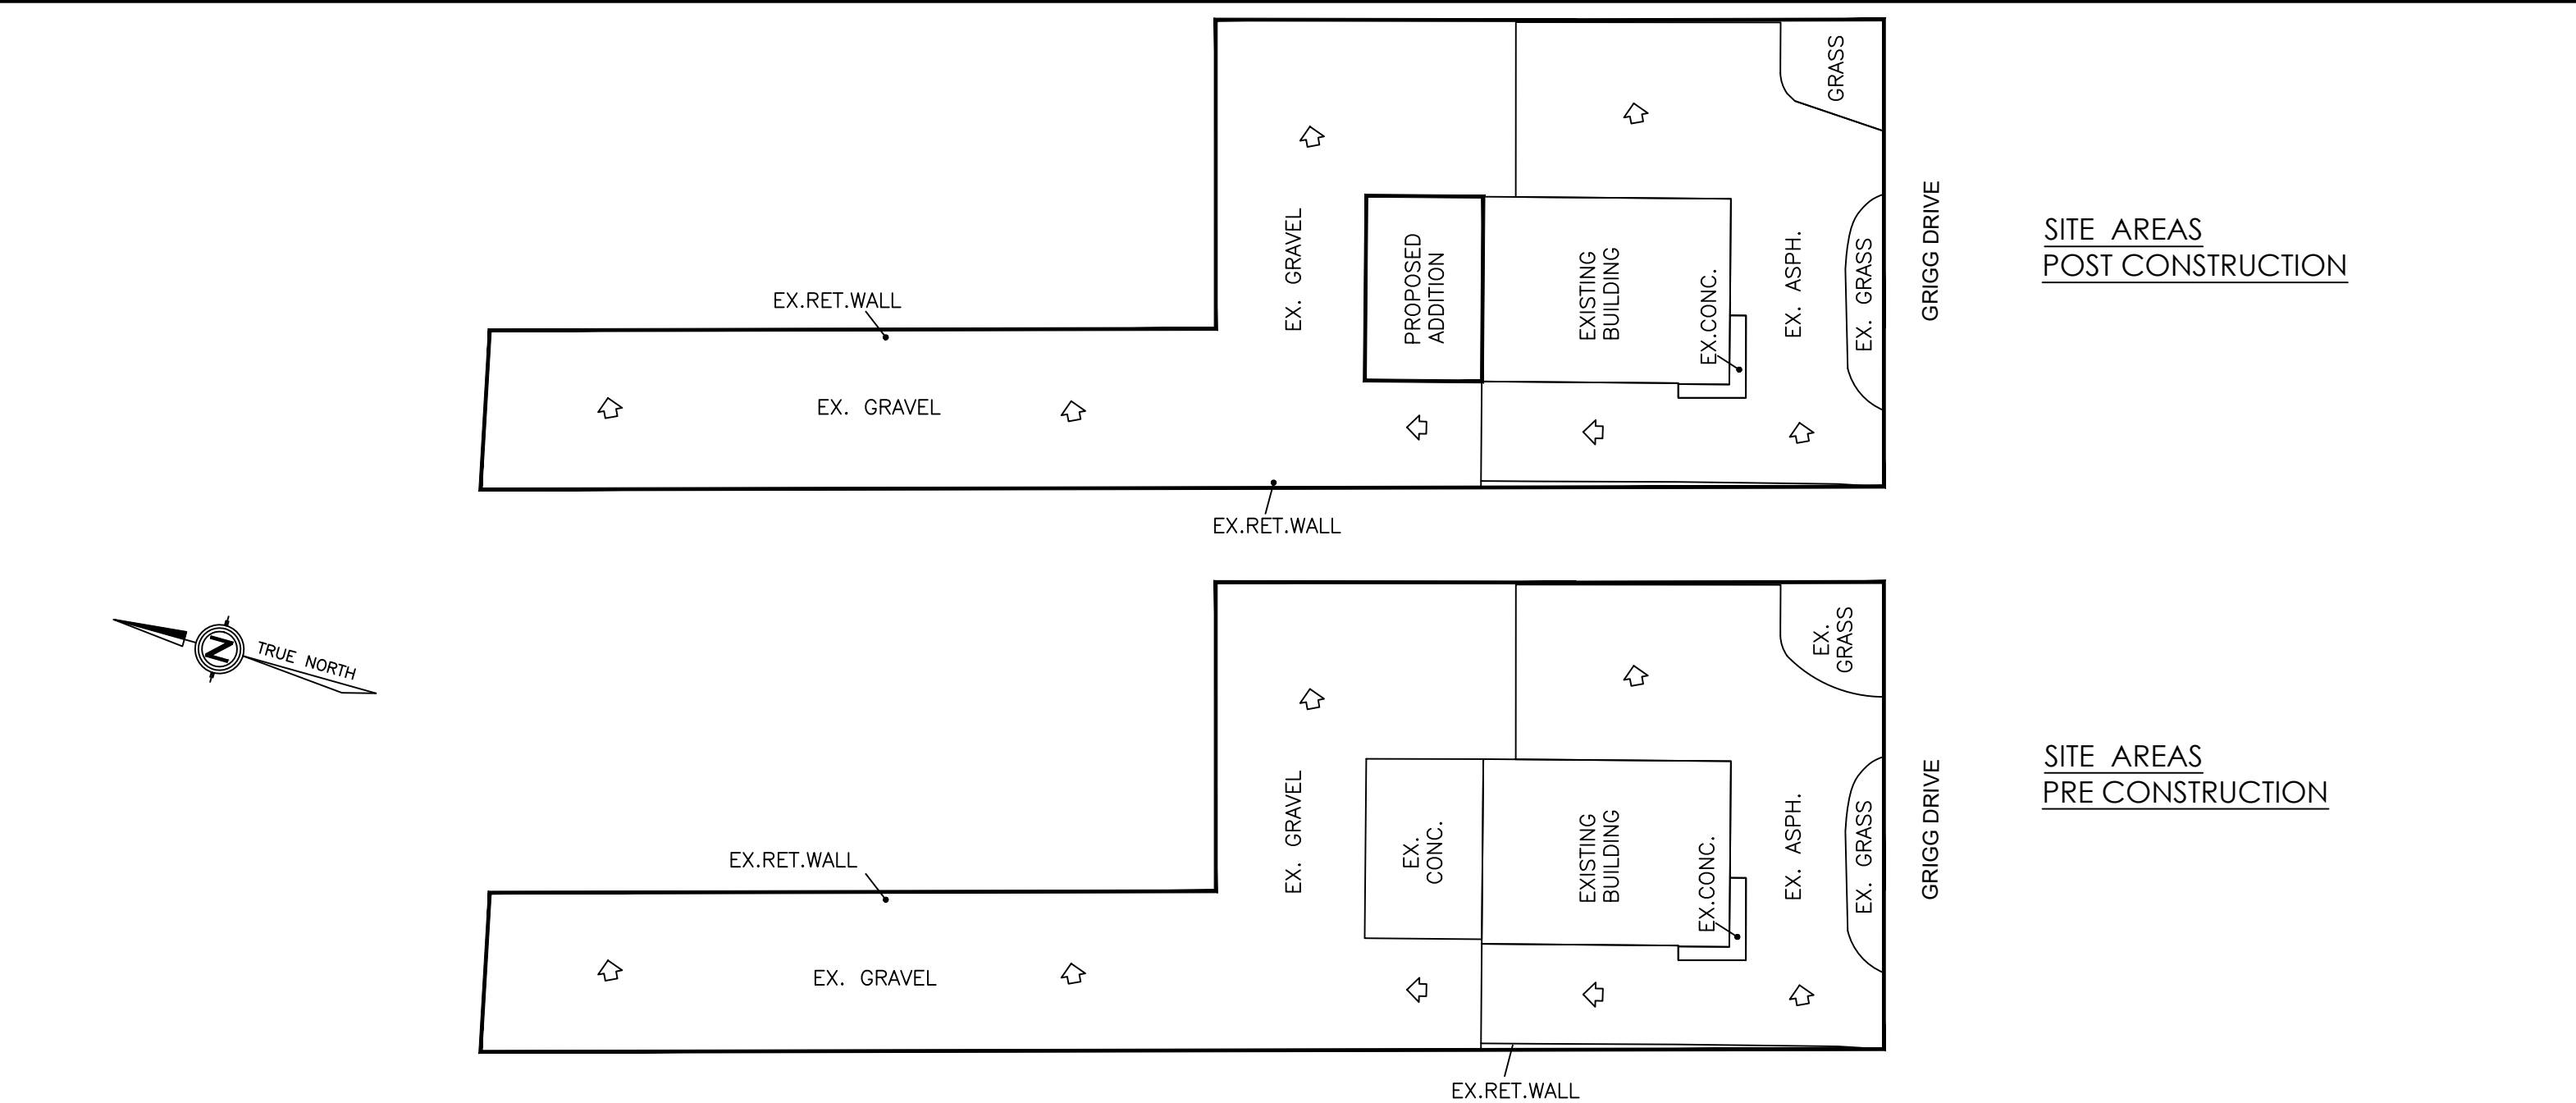 GRASS
EX. GRAVEL
PROPOSED
ADDITION
EXISTING
BUILDING
EX.CONC.
EX. ASPH.
EX. GRASS
GRIGG DRIVE
SITE AREAS
POST CONSTRUCTION
EX.RET.WALL
EX. GRAVEL
EX.RET.WALL
N
TRUE NORTH
EX.
GRASS
EX. GRAVEL
EX.
CONC.
EXISTING
BUILDING
EX.CONC.
EX. ASPH.
EX. GRASS
GRIGG DRIVE
SITE AREAS
PRE CONSTRUCTION
EX.RET.WALL
EX. GRAVEL
EX.RET.WALL